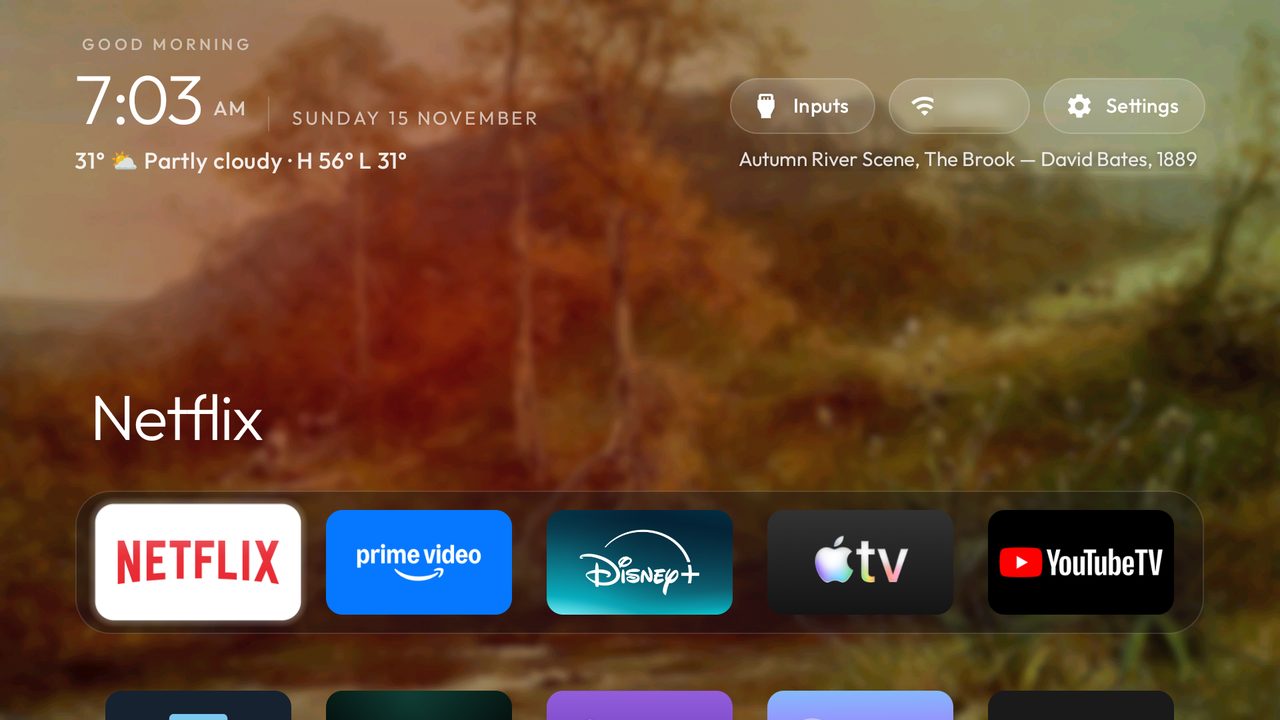 GOOD MORNING
7:03 AM
SUNDAY 15 NOVEMBER
31° ⛅ Partly cloudy · H 56° L 31°
Inputs
Settings
Autumn River Scene, The Brook — David Bates, 1889
Netflix
NETFLIX
prime video
Disney+
tv
YouTubeTV